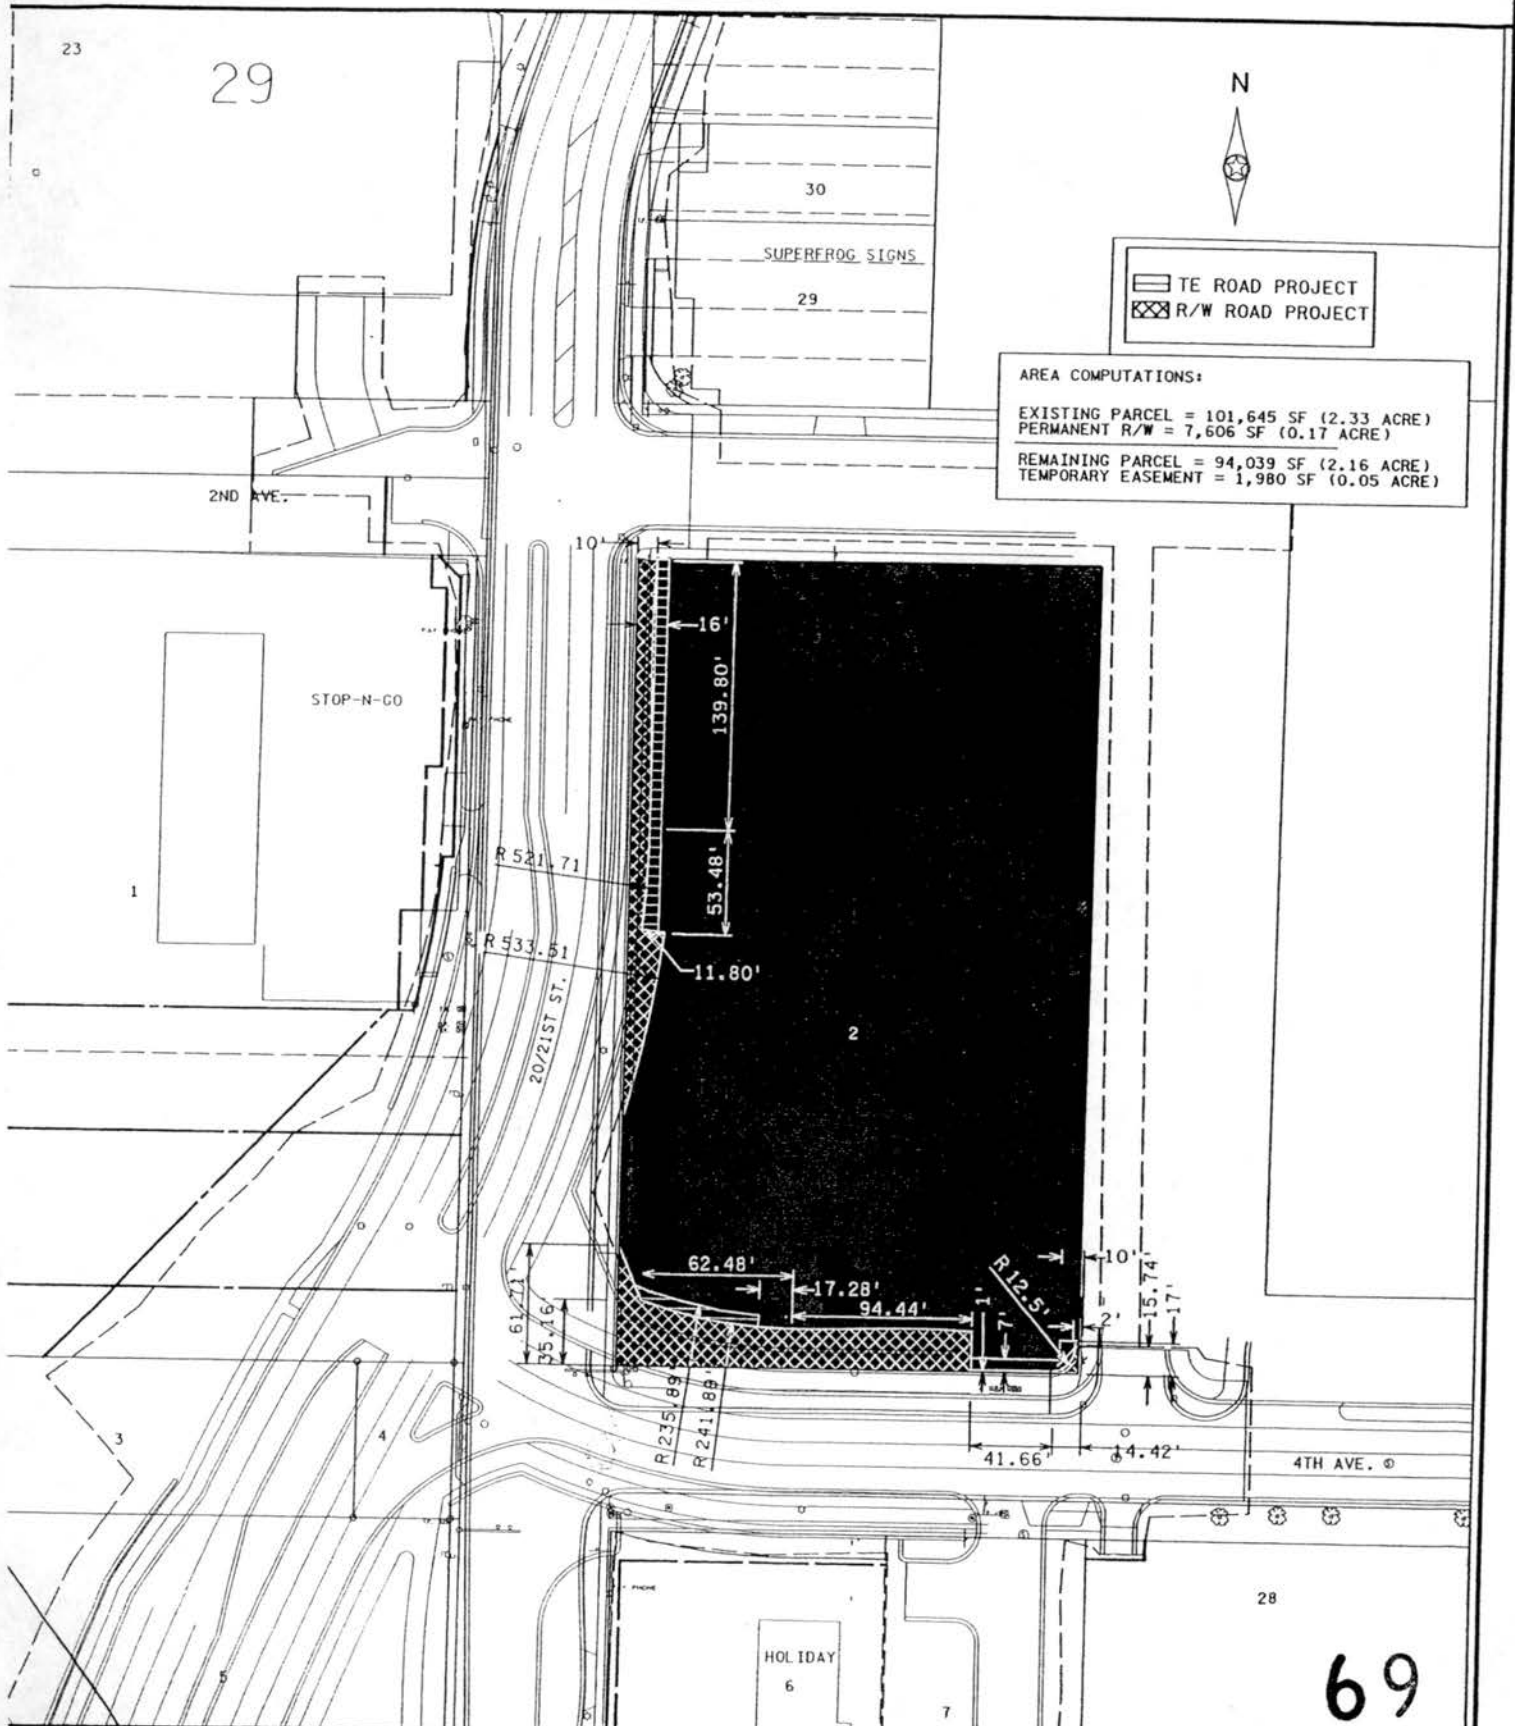 23
29
N
30
SUPERFROG SIGNS
29
TE ROAD PROJECT
R/W ROAD PROJECT
AREA COMPUTATIONS:
EXISTING PARCEL = 101,645 SF (2.33 ACRE)
PERMANENT R/W = 7,606 SF (0.17 ACRE)
REMAINING PARCEL = 94,039 SF (2.16 ACRE)
TEMPORARY EASEMENT = 1,980 SF (0.05 ACRE)
2ND AVE.
10'
16'
139.80'
STOP-N-GO
R 521.71
53.48'
1
R 533.51
11.80'
20/21ST ST.
2
62.48'
17.28'
94.44'
R 12.5'
10'
15.74'
17'
1'
7'
2'
61.71'
35.16'
R 235.89'
R 241.89'
41.66'
14.42'
3
4
4TH AVE.
PHONE
28
5
HOLIDAY
6
7
69